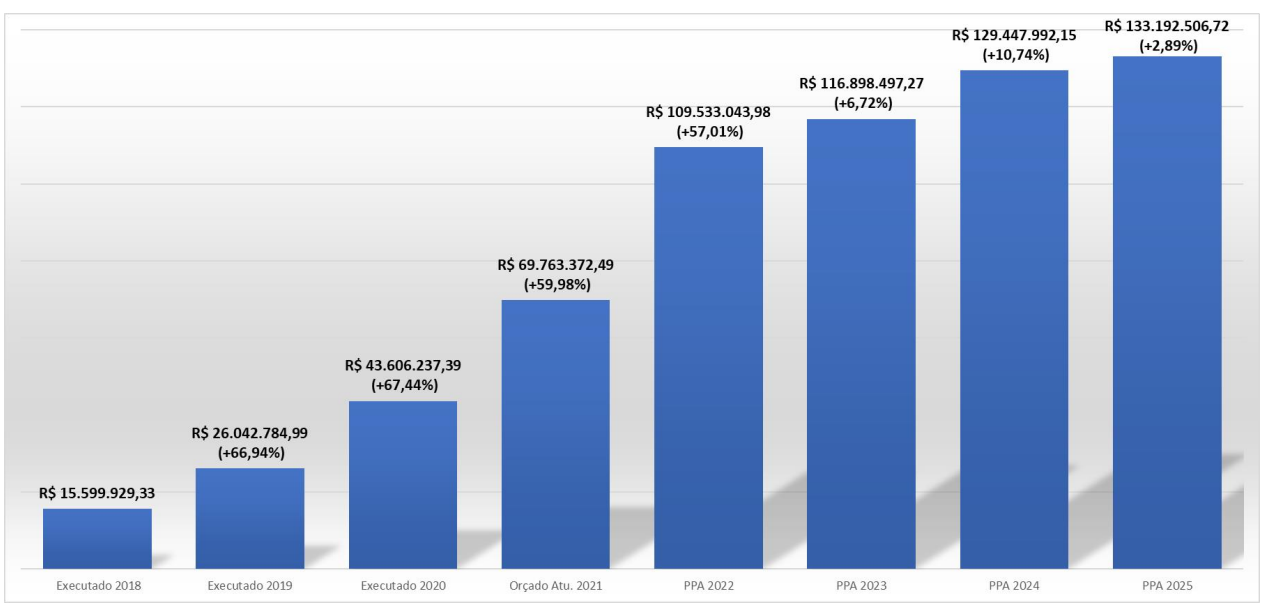 R$ 15.599.929,33
R$ 26.042.784,99
(+66,94%)
R$ 43.606.237,39
(+67,44%)
R$ 69.763.372,49
(+59,98%)
R$ 109.533.043,98
(+57,01%)
R$ 116.898.497,27
(+6,72%)
R$ 129.447.992,15
(+10,74%)
R$ 133.192.506,72
(+2,89%)
Executado 2018
Executado 2019
Executado 2020
Orçado Atu. 2021
PPA 2022
PPA 2023
PPA 2024
PPA 2025